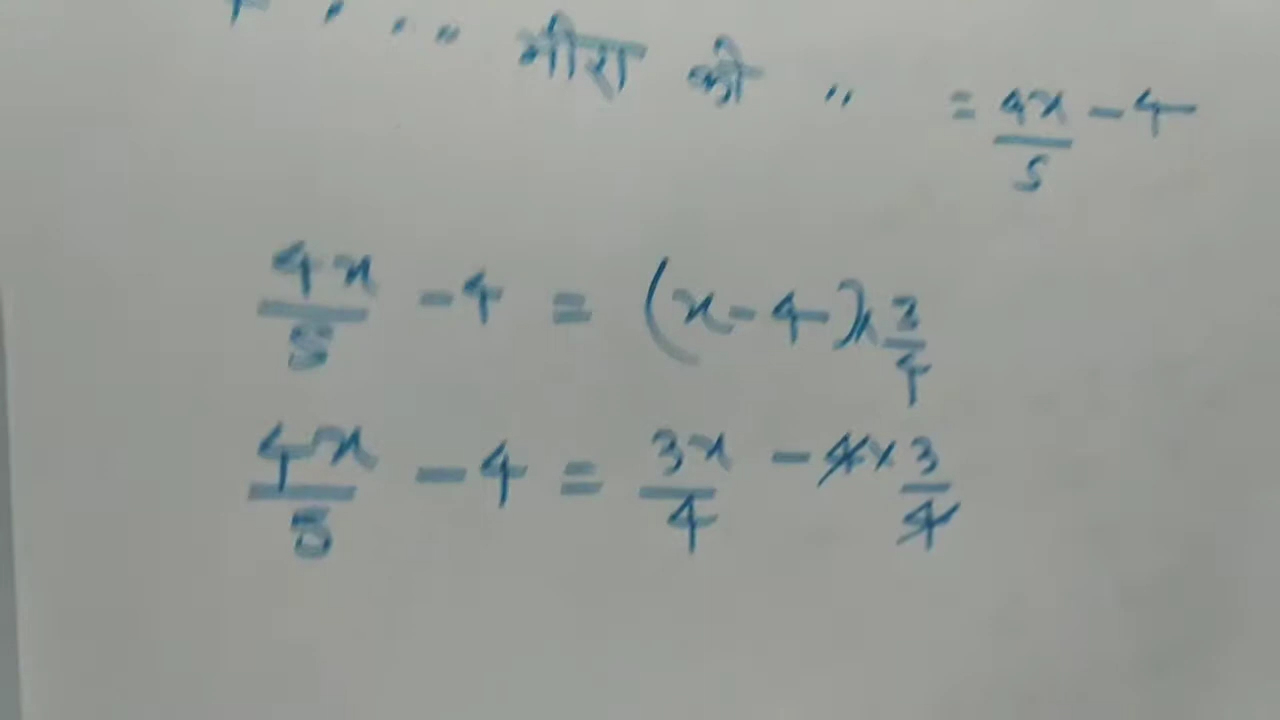 मीरा की " = 4x/5 - 4
4x/5 - 4 = (x - 4) x 3/4
4x/5 - 4 = 3x/4 - 4 x 3/4